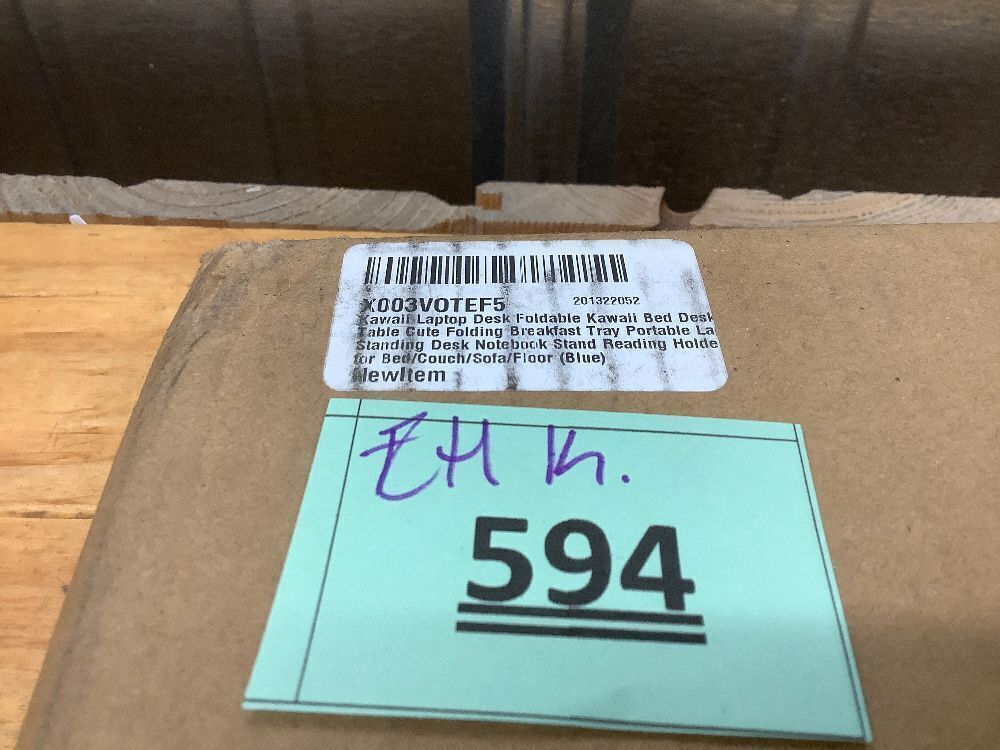 X003VOTEF5 201322052
Kawaii Laptop Desk Foldable Kawaii Bed Desk
Table Cute Folding Breakfast Tray Portable La
Standing Desk Notebook Stand Reading Holde
for Bed/Couch/Sofa/Floor (Blue)
NewItem
594